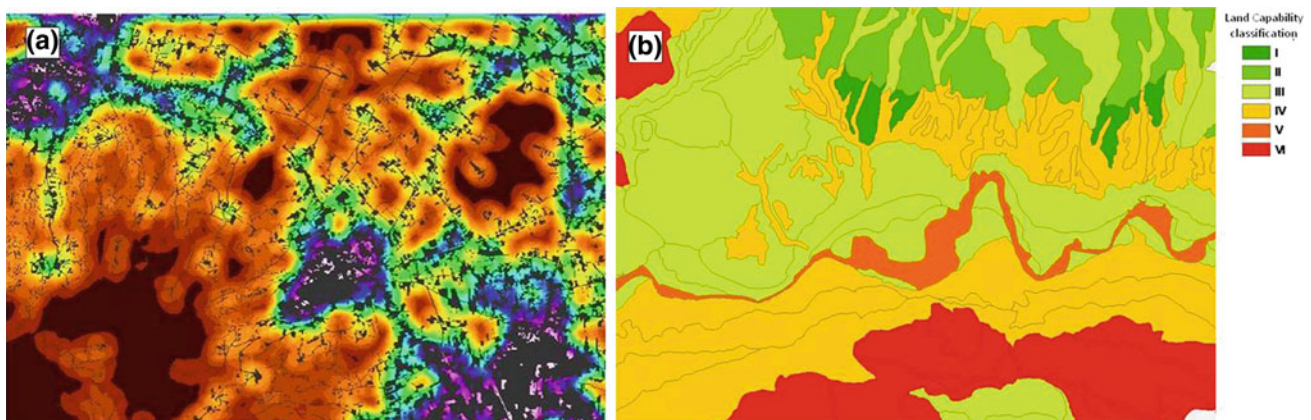 (a)
(b)
Land Capability
classification
I
II
III
IV
V
VI